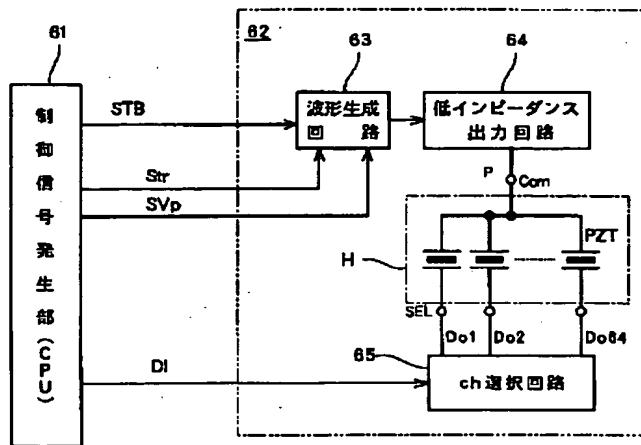 61
62
63
64
制御信号発生部(CPU)
STB
波形生成
回　路
低インピーダンス
出力回路
Str
SVp
P
Com
PZT
H
SEL
Do1
Do2
Do64
65
DI
ch選択回路